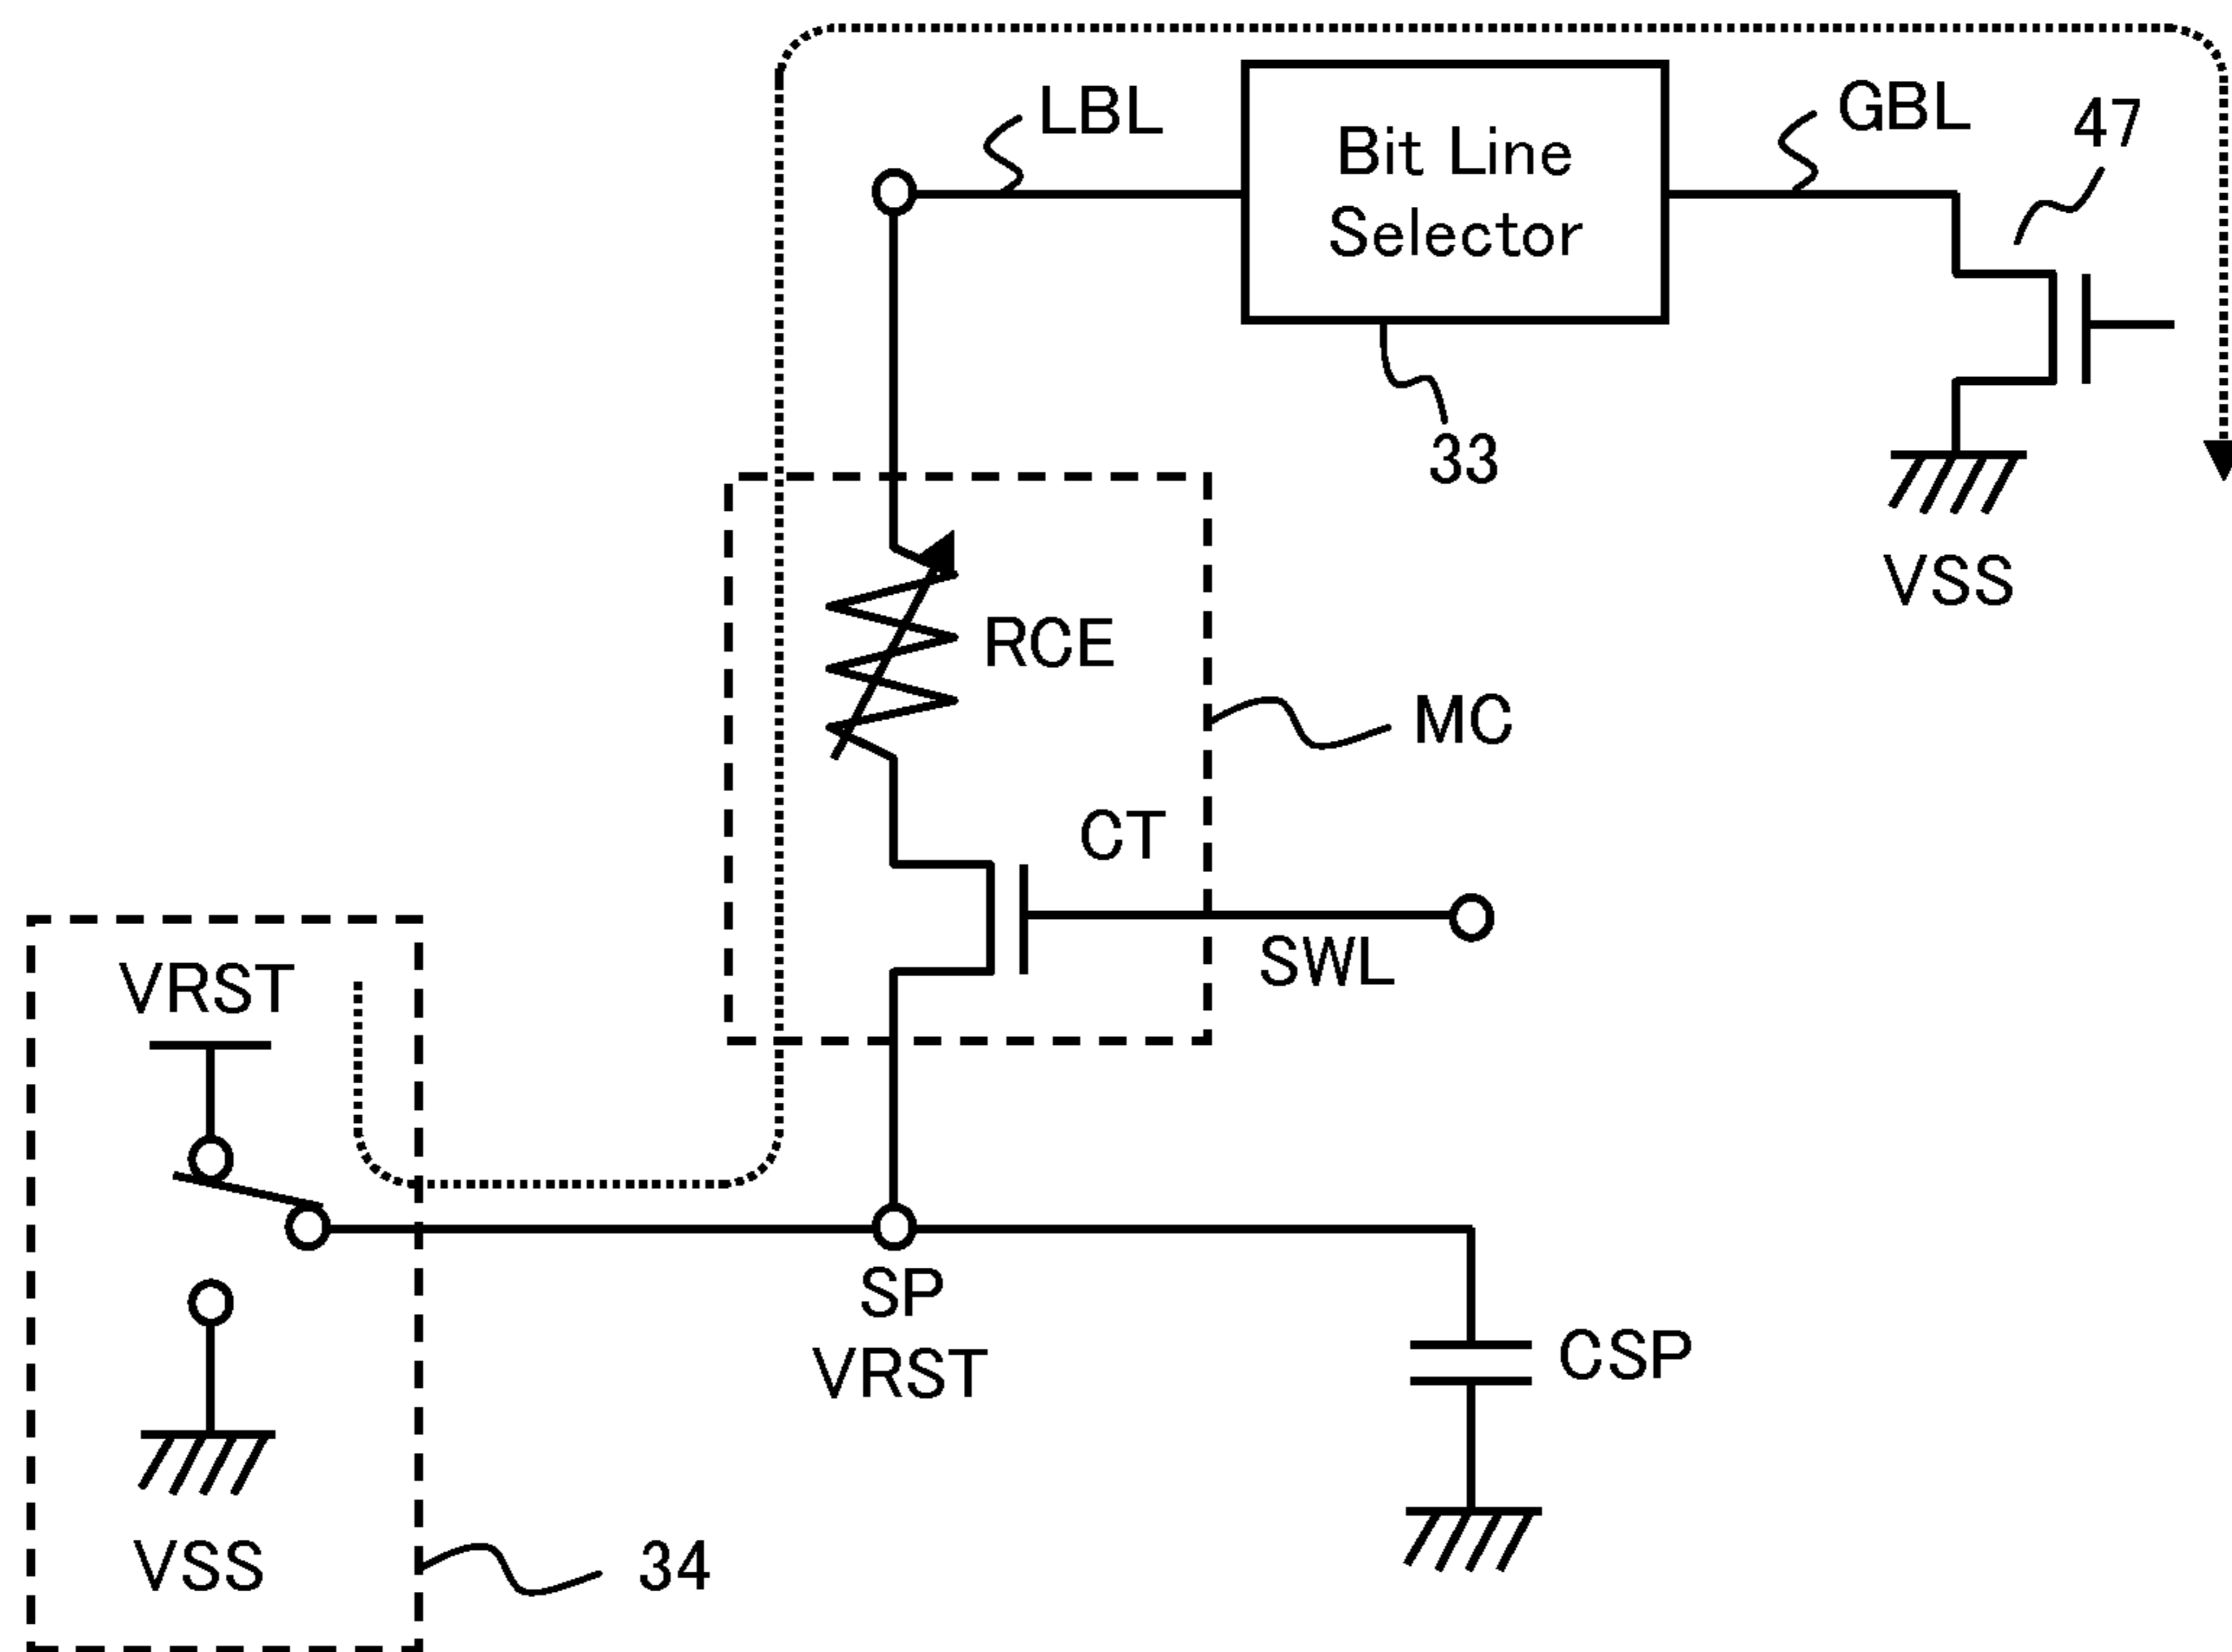 LBL
Bit Line
Selector
GBL
47
33
VSS
RCE
MC
CT
SWL
VRST
SP
VRST
CSP
VSS
34